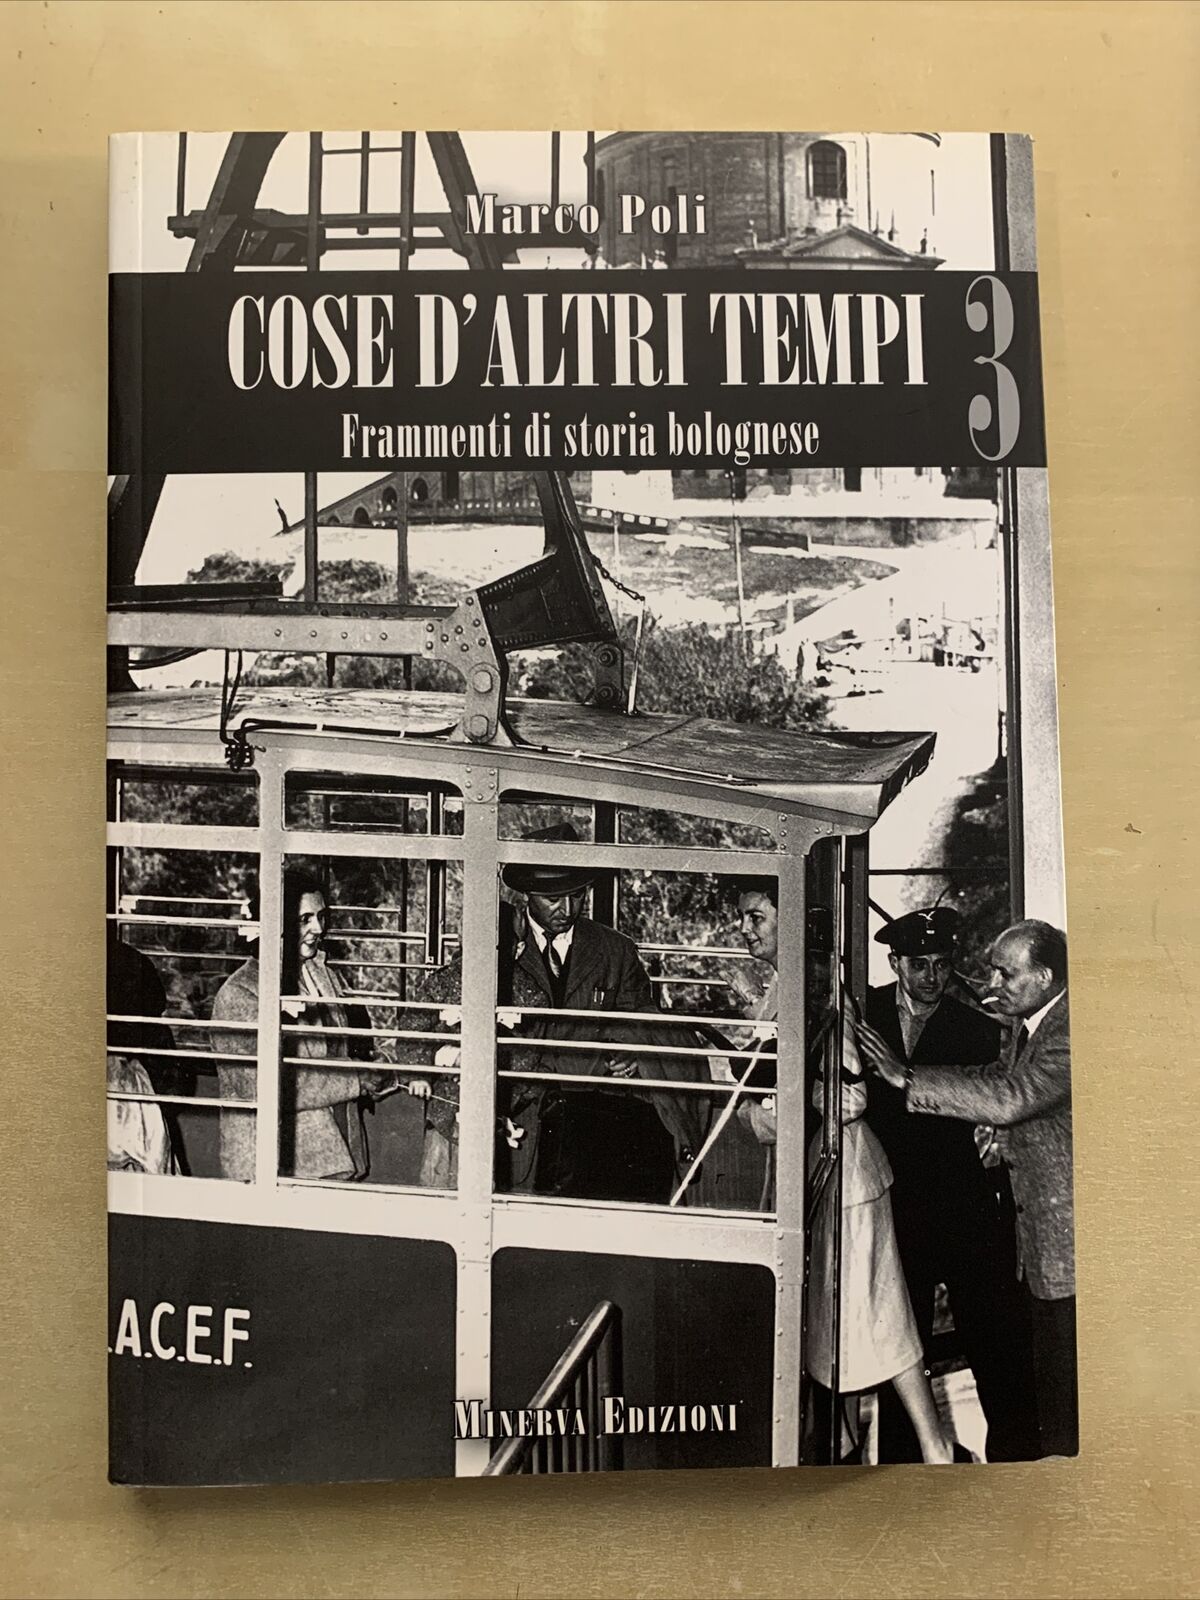 Marco Poli
COSE D'ALTRI TEMPI 3
Frammenti di storia bolognese
.A.C.E.F.
MINERVA EDIZIONI